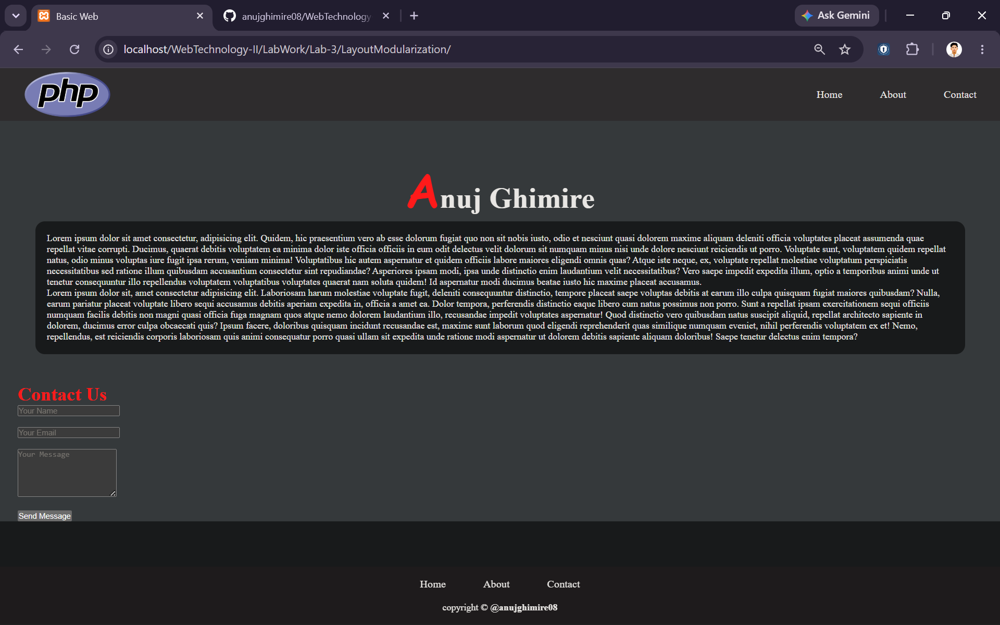 Basic Web
anujghimire08/WebTechnology
Ask Gemini
localhost/WebTechnology-II/LabWork/Lab-3/LayoutModularization/
php
Home
About
Contact
Anuj Ghimire
Lorem ipsum dolor sit amet consectetur, adipisicing elit. Quidem, hic praesentium vero ab esse dolorum fugiat quo non sit nobis iusto, odio et nesciunt quasi dolorem maxime aliquam deleniti officia voluptates placeat assumenda quae
repellat vitae corrupti. Ducimus, quaerat debitis voluptatem ea minima dolor iste officia officiis in eum odit delectus velit dolorum sit numquam minus nisi unde dolore nesciunt reiciendis ut porro. Voluptate sunt, voluptatem quidem repellat
natus, odio minus voluptas iure fugit ipsa rerum, veniam minima! Voluptatibus hic autem aspernatur et quidem officiis labore maiores eligendi omnis quas? Atque iste neque, ex, voluptate repellat molestiae voluptatum perspiciatis
necessitatibus sed ratione illum quibusdam accusantium consectetur sint repudiandae? Asperiores ipsam modi, ipsa unde distinctio enim laudantium velit necessitatibus? Vero saepe impedit expedita illum, optio a temporibus animi unde ut
tenetur consequuntur illo repellendus voluptatem voluptatibus voluptates quaerat nam soluta quidem! Id aspernatur modi ducimus beatae iusto hic maxime placeat accusamus.
Lorem ipsum dolor sit, amet consectetur adipisicing elit. Laboriosam harum molestiae voluptate fugit, deleniti consequuntur distinctio, tempore placeat saepe voluptas debitis at earum illo culpa quisquam fugiat maiores quibusdam? Nulla,
earum pariatur placeat voluptate libero sequi accusamus debitis aperiam expedita in, officia a amet ea. Dolor tempora, perferendis distinctio eaque libero cum natus possimus non porro. Sunt a repellat ipsam exercitationem sequi officiis
numquam facilis debitis non magni quasi officia fuga magnam quos atque nemo dolorem laudantium illo, recusandae impedit voluptates aspernatur! Quod distinctio vero quibusdam natus suscipit aliquid, repellat architecto sapiente in
dolorem, ducimus error culpa obcaecati quis? Ipsum facere, doloribus quisquam incidunt recusandae est, maxime sunt laborum quod eligendi reprehenderit quas similique numquam eveniet, nihil perferendis voluptatem ex et! Nemo,
repellendus, est reiciendis corporis laboriosam quis animi consequatur porro quasi ullam sit expedita unde ratione modi aspernatur ut dolorem debitis sapiente aliquam doloribus! Saepe tenetur delectus enim tempora?
Contact Us
Your Name
Your Email
Your Message
Send Message
Home
About
Contact
copyright © @anujghimire08